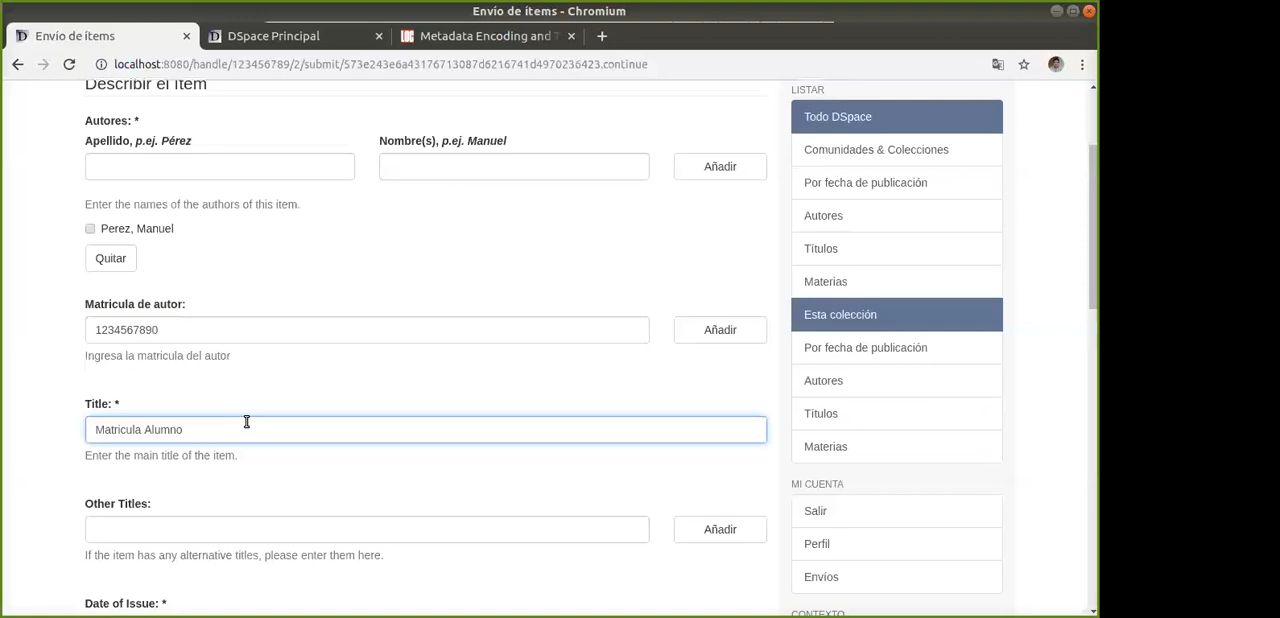 Envío de ítems - Chromium
Envío de ítems
DSpace Principal
Metadata Encoding and
localhost:8080/handle/123456789/2/submit/573e243e6a43176713087d6216741d4970236423.continue
Describir el ítem
Autores: *
Apellido, p.ej. Pérez
Nombre(s), p.ej. Manuel
Añadir
Enter the names of the authors of this item.
Perez, Manuel
Quitar
Matricula de autor:
1234567890
Añadir
Ingresa la matricula del autor
Title: *
Matricula Alumno
Enter the main title of the item.
Other Titles:
Añadir
If the item has any alternative titles, please enter them here.
Date of Issue: *
LISTAR
Todo DSpace
Comunidades & Colecciones
Por fecha de publicación
Autores
Títulos
Materias
Esta colección
Por fecha de publicación
Autores
Títulos
Materias
MI CUENTA
Salir
Perfil
Envíos
CONTEXTO